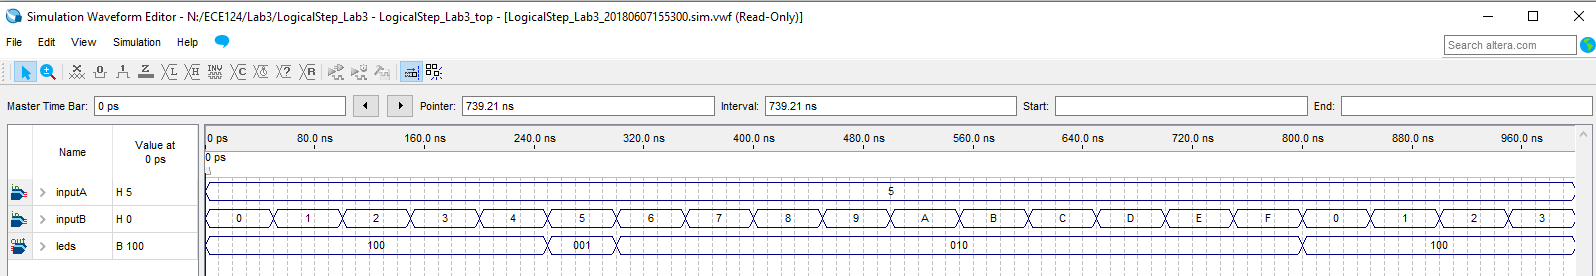 Simulation Waveform Editor - N:/ECE124/Lab3/LogicalStep_Lab3 - LogicalStep_Lab3_top - [LogicalStep_Lab3_20180607155300.sim.vwf (Read-Only)]
File Edit View Simulation Help
Search altera.com
Master Time Bar: 0 ps Pointer: 739.21 ns Interval: 739.21 ns Start: End:
Name Value at 0 ps
0 ps 80.0 ns 160.0 ns 240.0 ns 320.0 ns 400.0 ns 480.0 ns 560.0 ns 640.0 ns 720.0 ns 800.0 ns 880.0 ns 960.0 ns
0 ps
inputA H 5 5
inputB H 0 0 1 2 3 4 5 6 7 8 9 A B C D E F 0 1 2 3
leds B 100 100 001 010 100